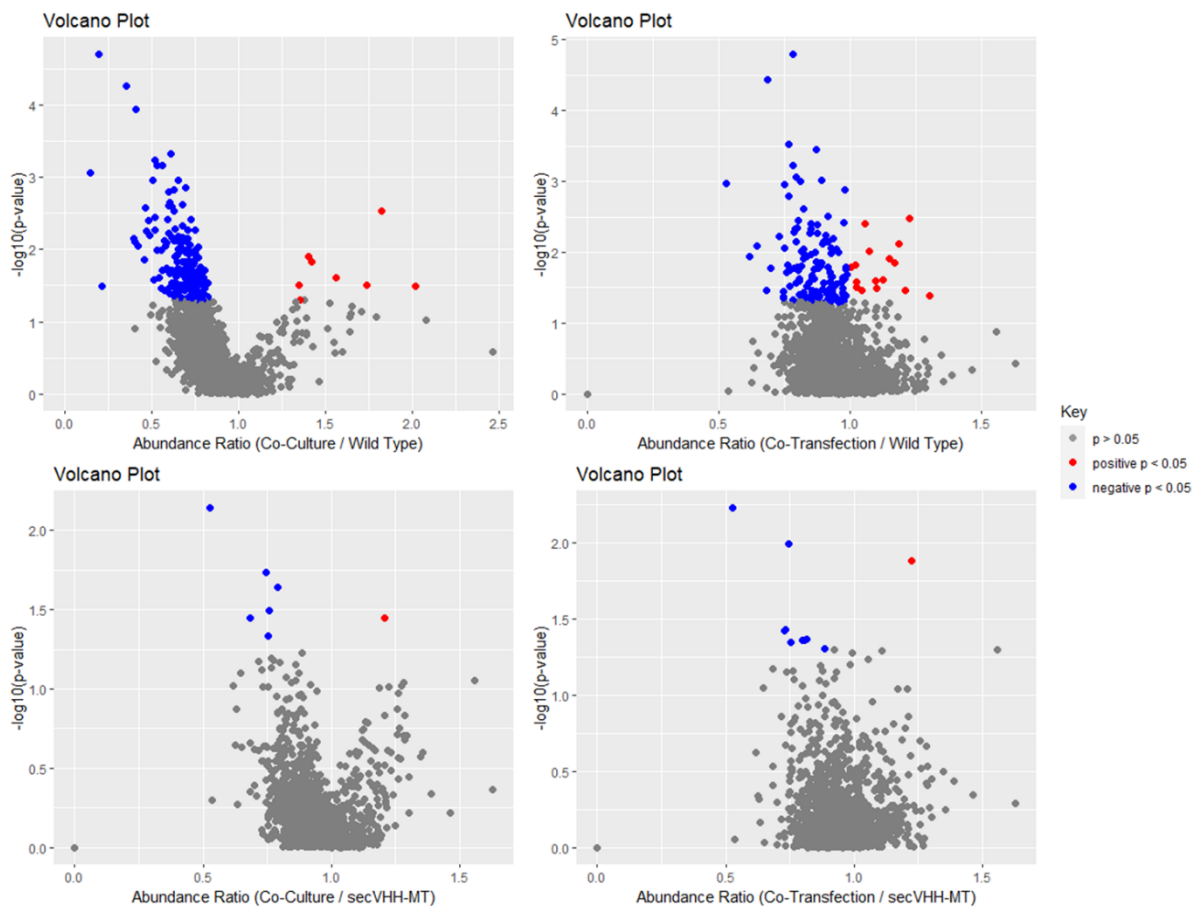 Volcano Plot
4
3
2
1
0
-log10(p-value)
0.0 0.5 1.0 1.5 2.0 2.5
Abundance Ratio (Co-Culture / Wild Type)
Volcano Plot
5
4
3
2
1
0
-log10(p-value)
0.0 0.5 1.0 1.5
Abundance Ratio (Co-Transfection / Wild Type)
Key
p > 0.05
positive p < 0.05
negative p < 0.05
Volcano Plot
2.0
1.5
1.0
0.5
0.0
-log10(p-value)
0.0 0.5 1.0 1.5
Abundance Ratio (Co-Culture / secVHH-MT)
Volcano Plot
2.0
1.5
1.0
0.5
0.0
-log10(p-value)
0.0 0.5 1.0 1.5
Abundance Ratio (Co-Transfection / secVHH-MT)